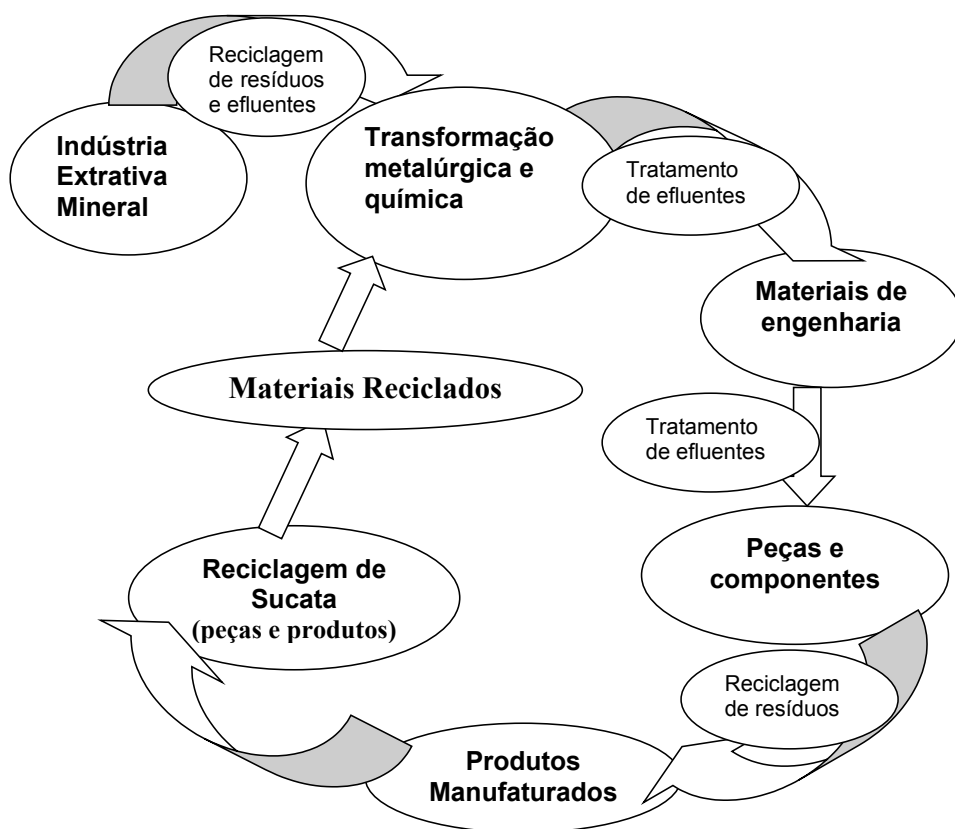 Reciclagem
de resíduos
e efluentes
Indústria
Extrativa
Mineral
Transformação
metalúrgica e
química
Tratamento
de efluentes
Materiais de
engenharia
Materiais Reciclados
Tratamento
de efluentes
Peças e
componentes
Reciclagem de
Sucata
(peças e produtos)
Reciclagem
de resíduos
Produtos
Manufaturados